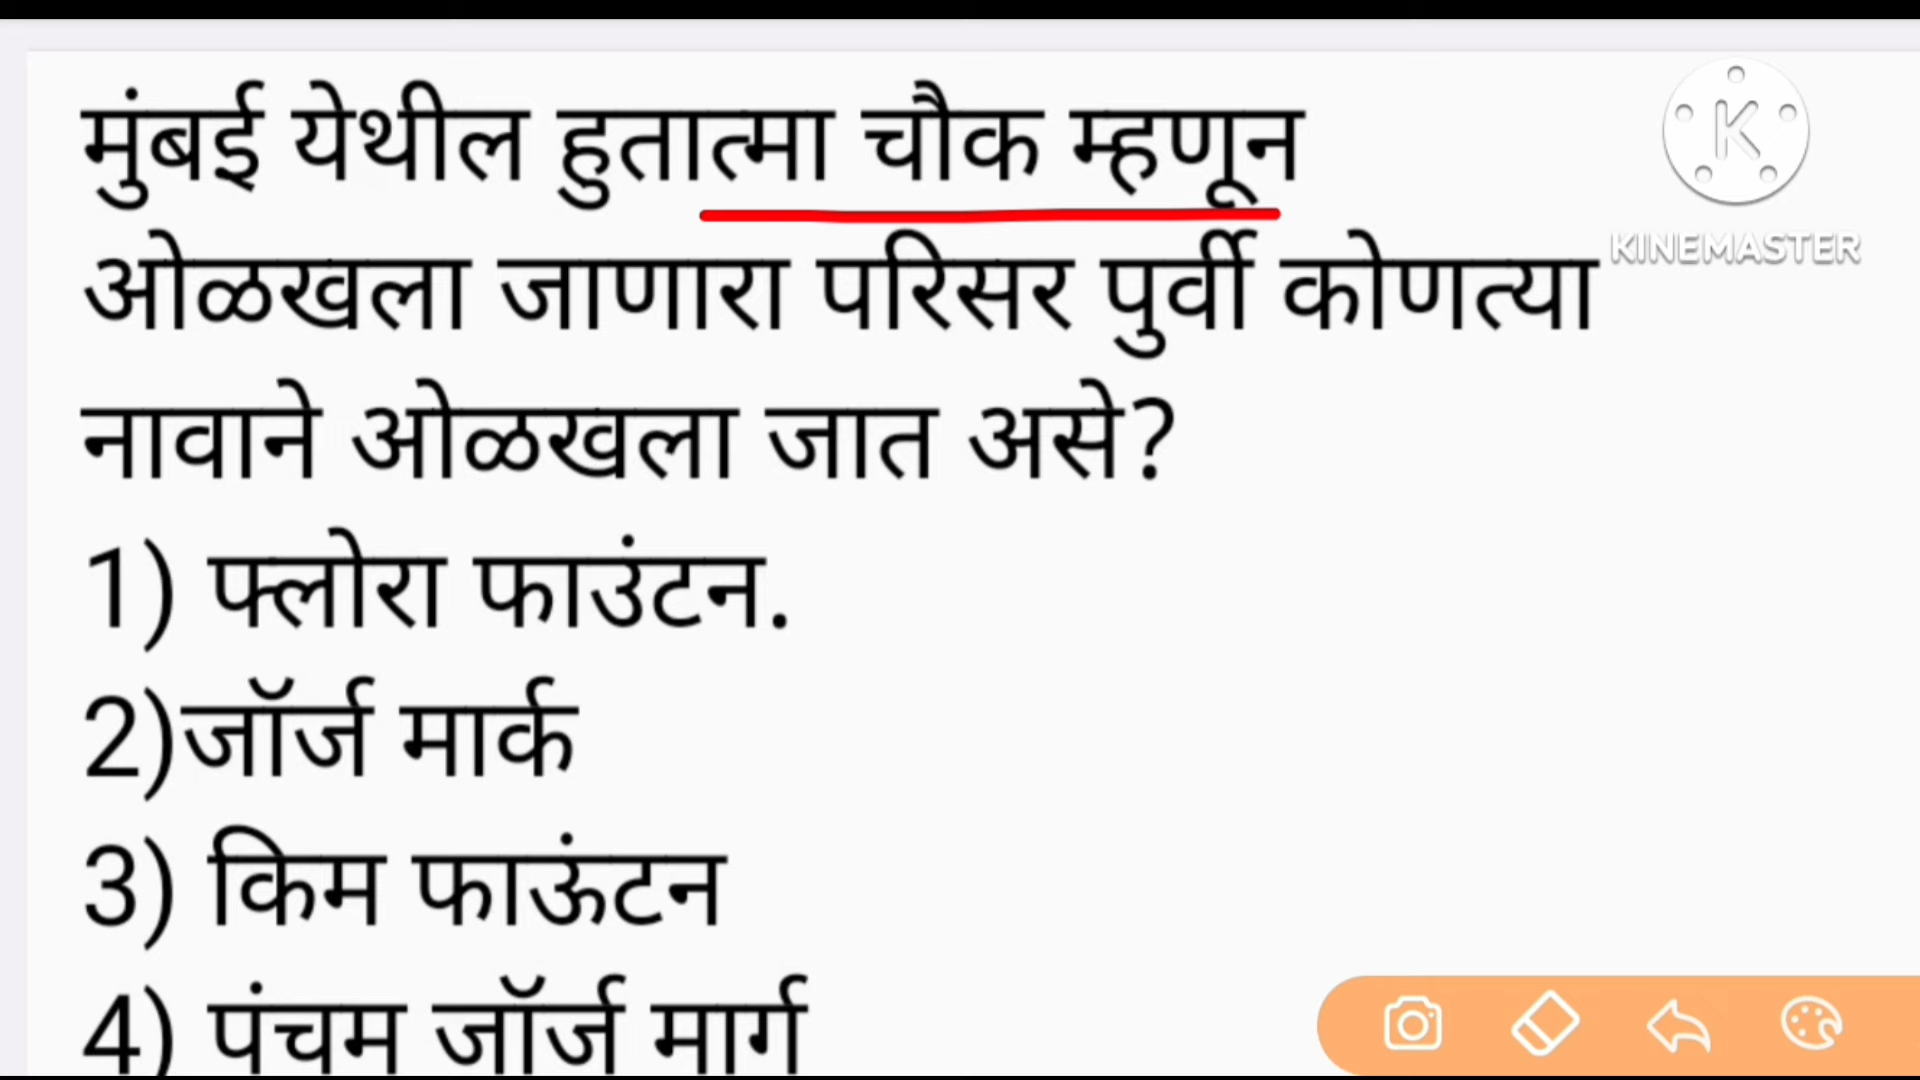 मुंबई येथील हुतात्मा चौक म्हणून
ओळखला जाणारा परिसर पुर्वी कोणत्या
नावाने ओळखला जात असे?
1) फ्लोरा फाउंटन.
2)जॉर्ज मार्क
3) किम फाऊंटन
4) पंचम जॉर्ज मार्ग
K
KINEMASTER